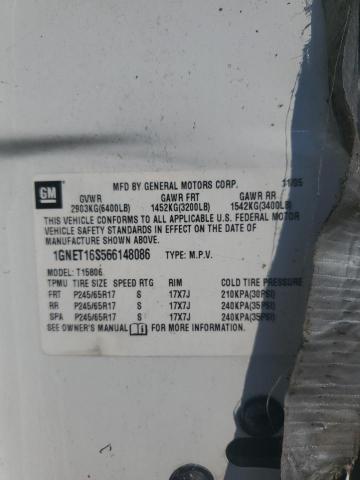 GM
MFD BY GENERAL MOTORS CORP. 11/05
GVWR GAWR FRT GAWR RR
2903KG(6400LB) 1452KG(3200LB) 1542KG(3400LB)
THIS VEHICLE CONFORMS TO ALL APPLICABLE U.S. FEDERAL MOTOR
VEHICLE SAFETY STANDARDS IN EFFECT ON THE DATE OF
MANUFACTURE SHOWN ABOVE.
1GNET16S566148086 TYPE: M.P.V.
MODEL: T15806
TPMU TIRE SIZE SPEED RTG RIM COLD TIRE PRESSURE
FRT P245/65R17 S 17X7J 210KPA(30PSI)
RR P245/65R17 S 17X7J 240KPA(35PSI)
SPA P245/65R17 S 17X7J 240KPA(35PSI)
SEE OWNER'S MANUAL FOR MORE INFORMATION.